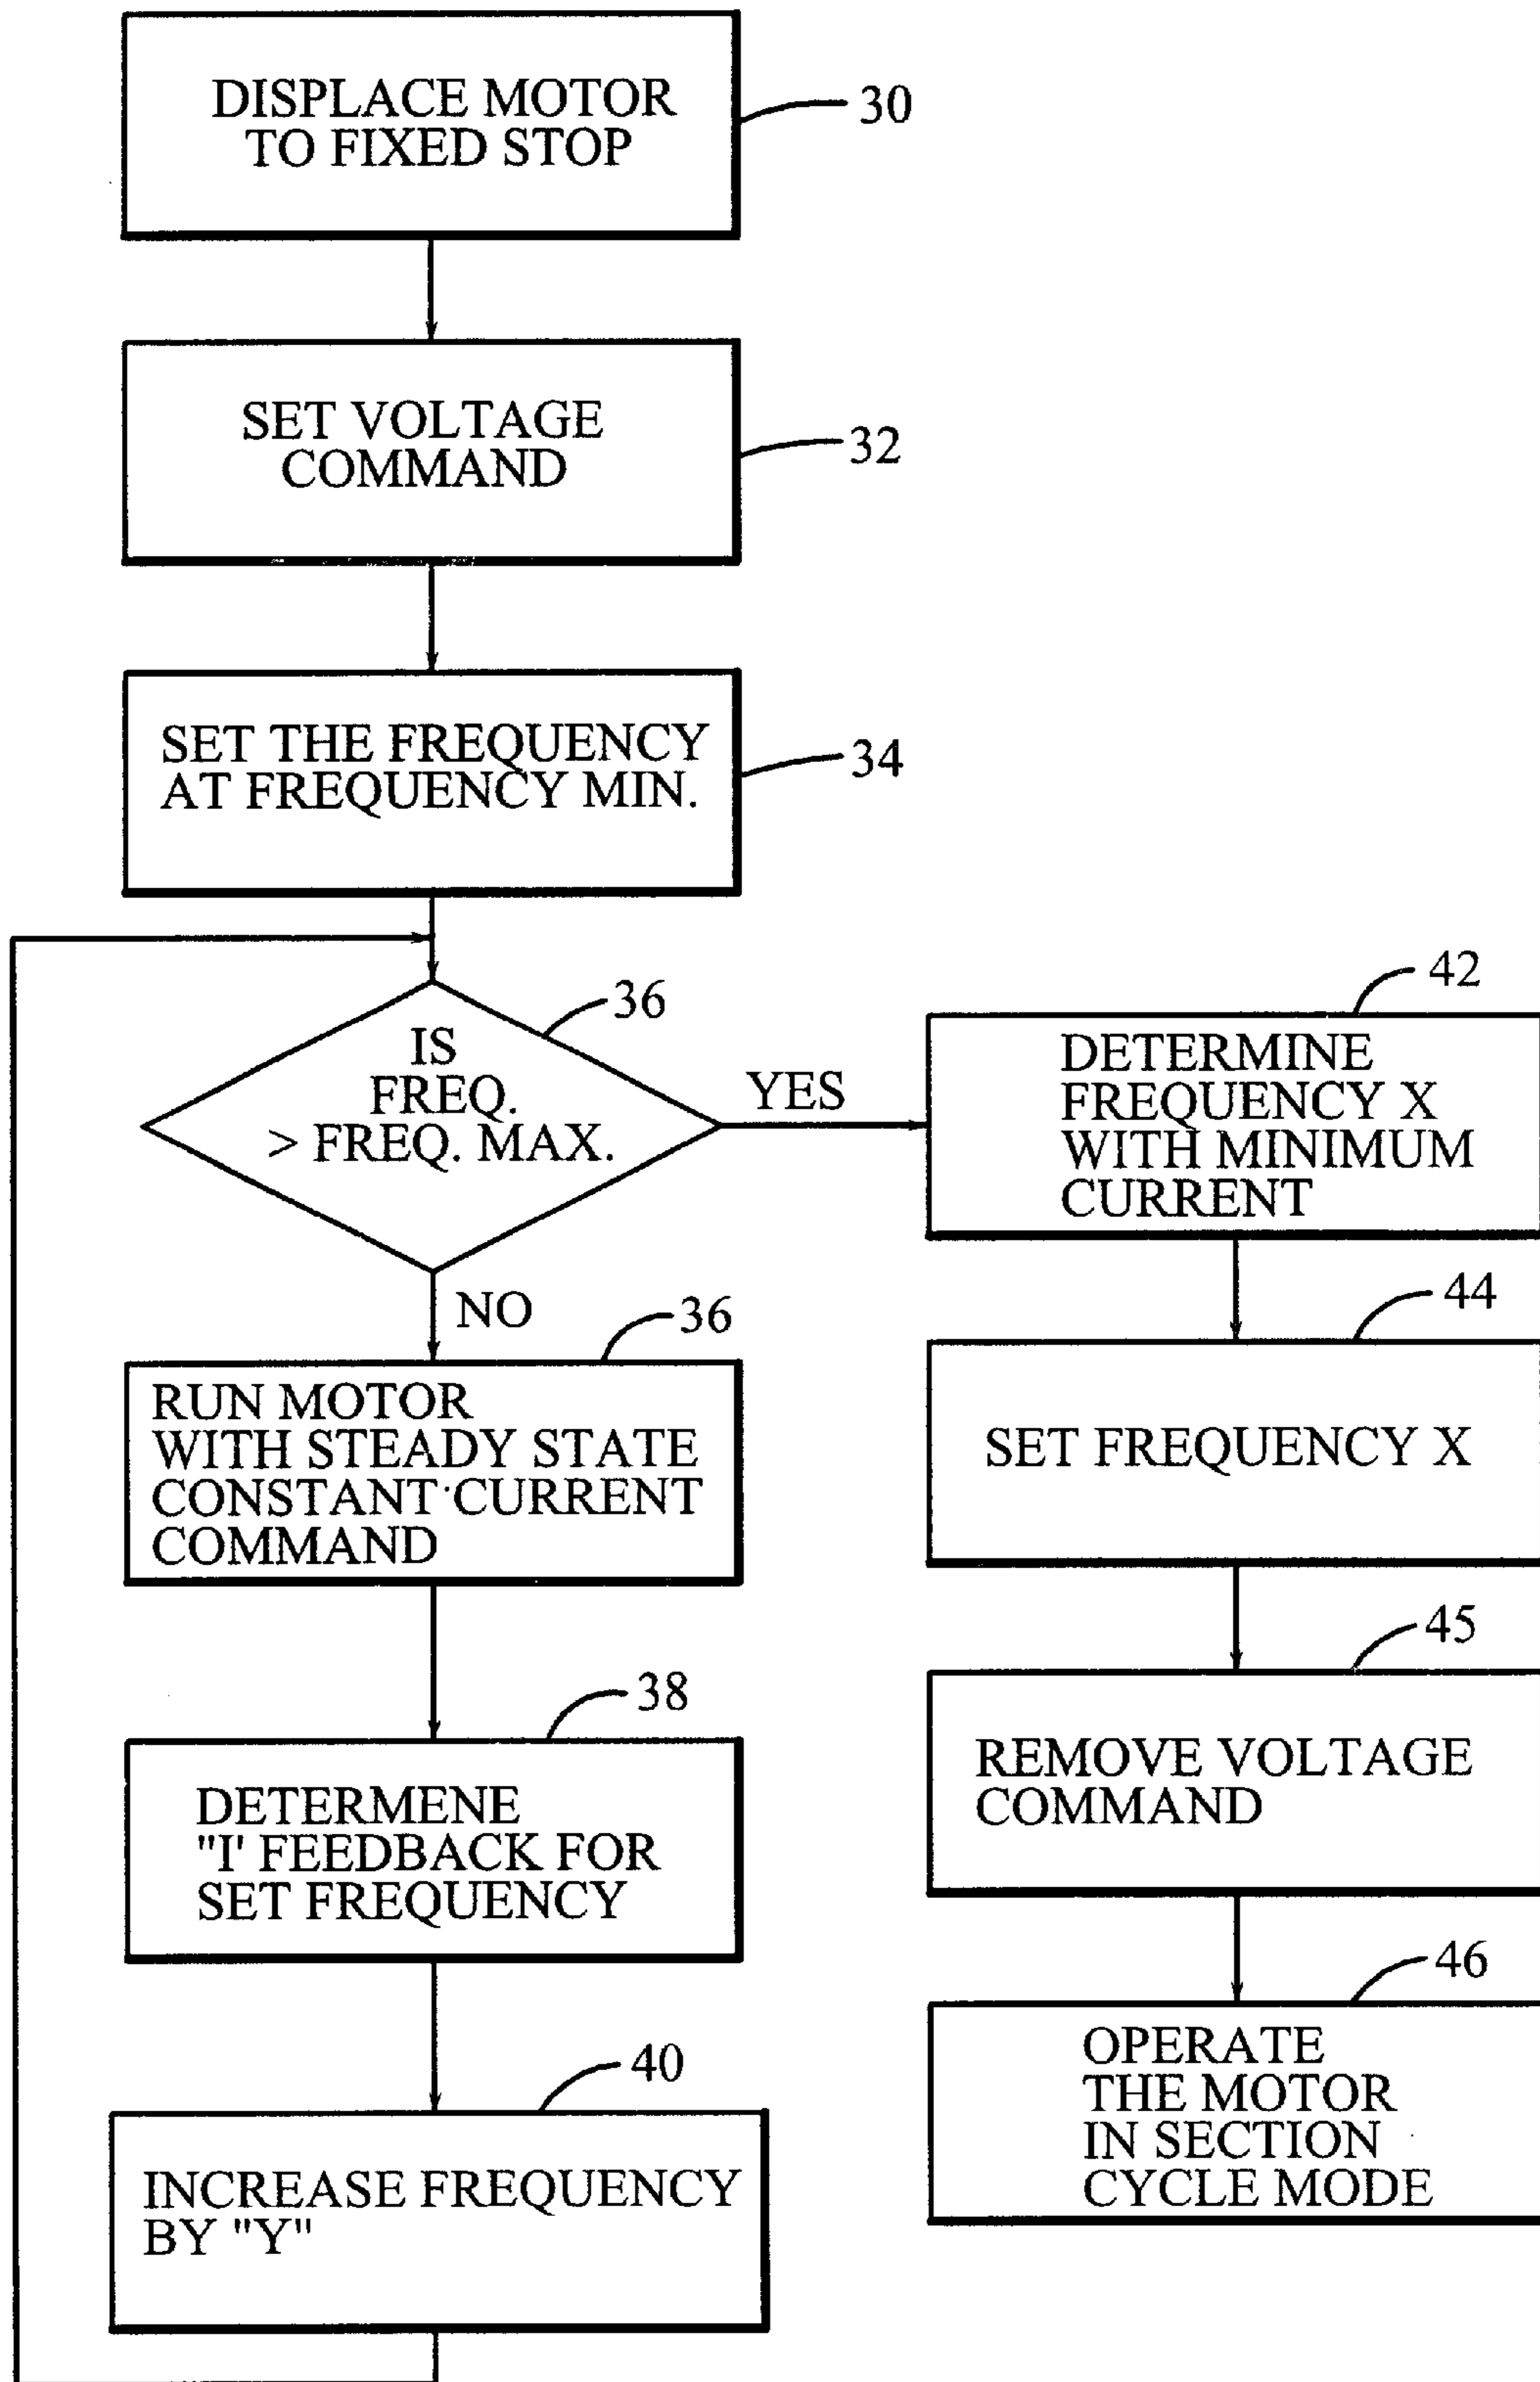 DISPLACE MOTOR
TO FIXED STOP
30
SET VOLTAGE
COMMAND
32
SET THE FREQUENCY
AT FREQUENCY MIN.
34
36
IS
FREQ.
> FREQ. MAX.
YES
NO
42
DETERMINE
FREQUENCY X
WITH MINIMUM
CURRENT
36
RUN MOTOR
WITH STEADY STATE
CONSTANT CURRENT
COMMAND
44
SET FREQUENCY X
38
DETERMENE
"I' FEEDBACK FOR
SET FREQUENCY
45
REMOVE VOLTAGE
COMMAND
40
INCREASE FREQUENCY
BY "Y"
46
OPERATE
THE MOTOR
IN SECTION
CYCLE MODE